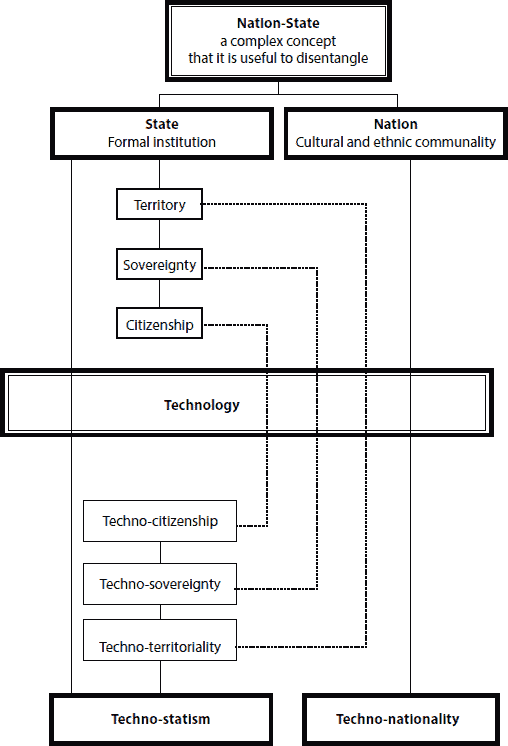 Nation-State
a complex concept
that it is useful to disentangle
State
Formal institution
Nation
Cultural and ethnic communality
Territory
Sovereignty
Citizenship
Technology
Techno-citizenship
Techno-sovereignty
Techno-territoriality
Techno-statism
Techno-nationality